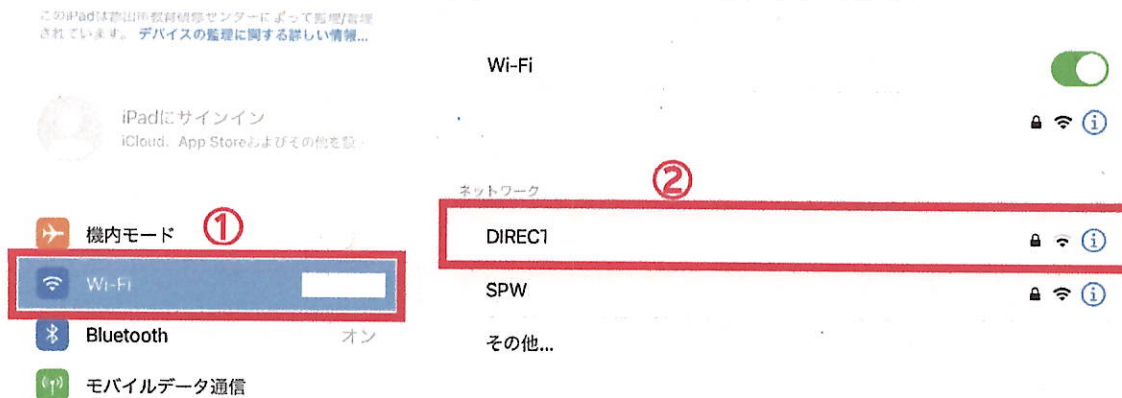 このiPadは
教育研修センターによって監理/管理
されています。 デバイスの監理に関する詳しい情報...
iPadにサインイン
iCloud、App Storeおよびその他を設
①
機内モード
Wi-Fi
Bluetooth オン
モバイルデータ通信
Wi-Fi
ネットワーク
②
DIRECT
SPW
その他...